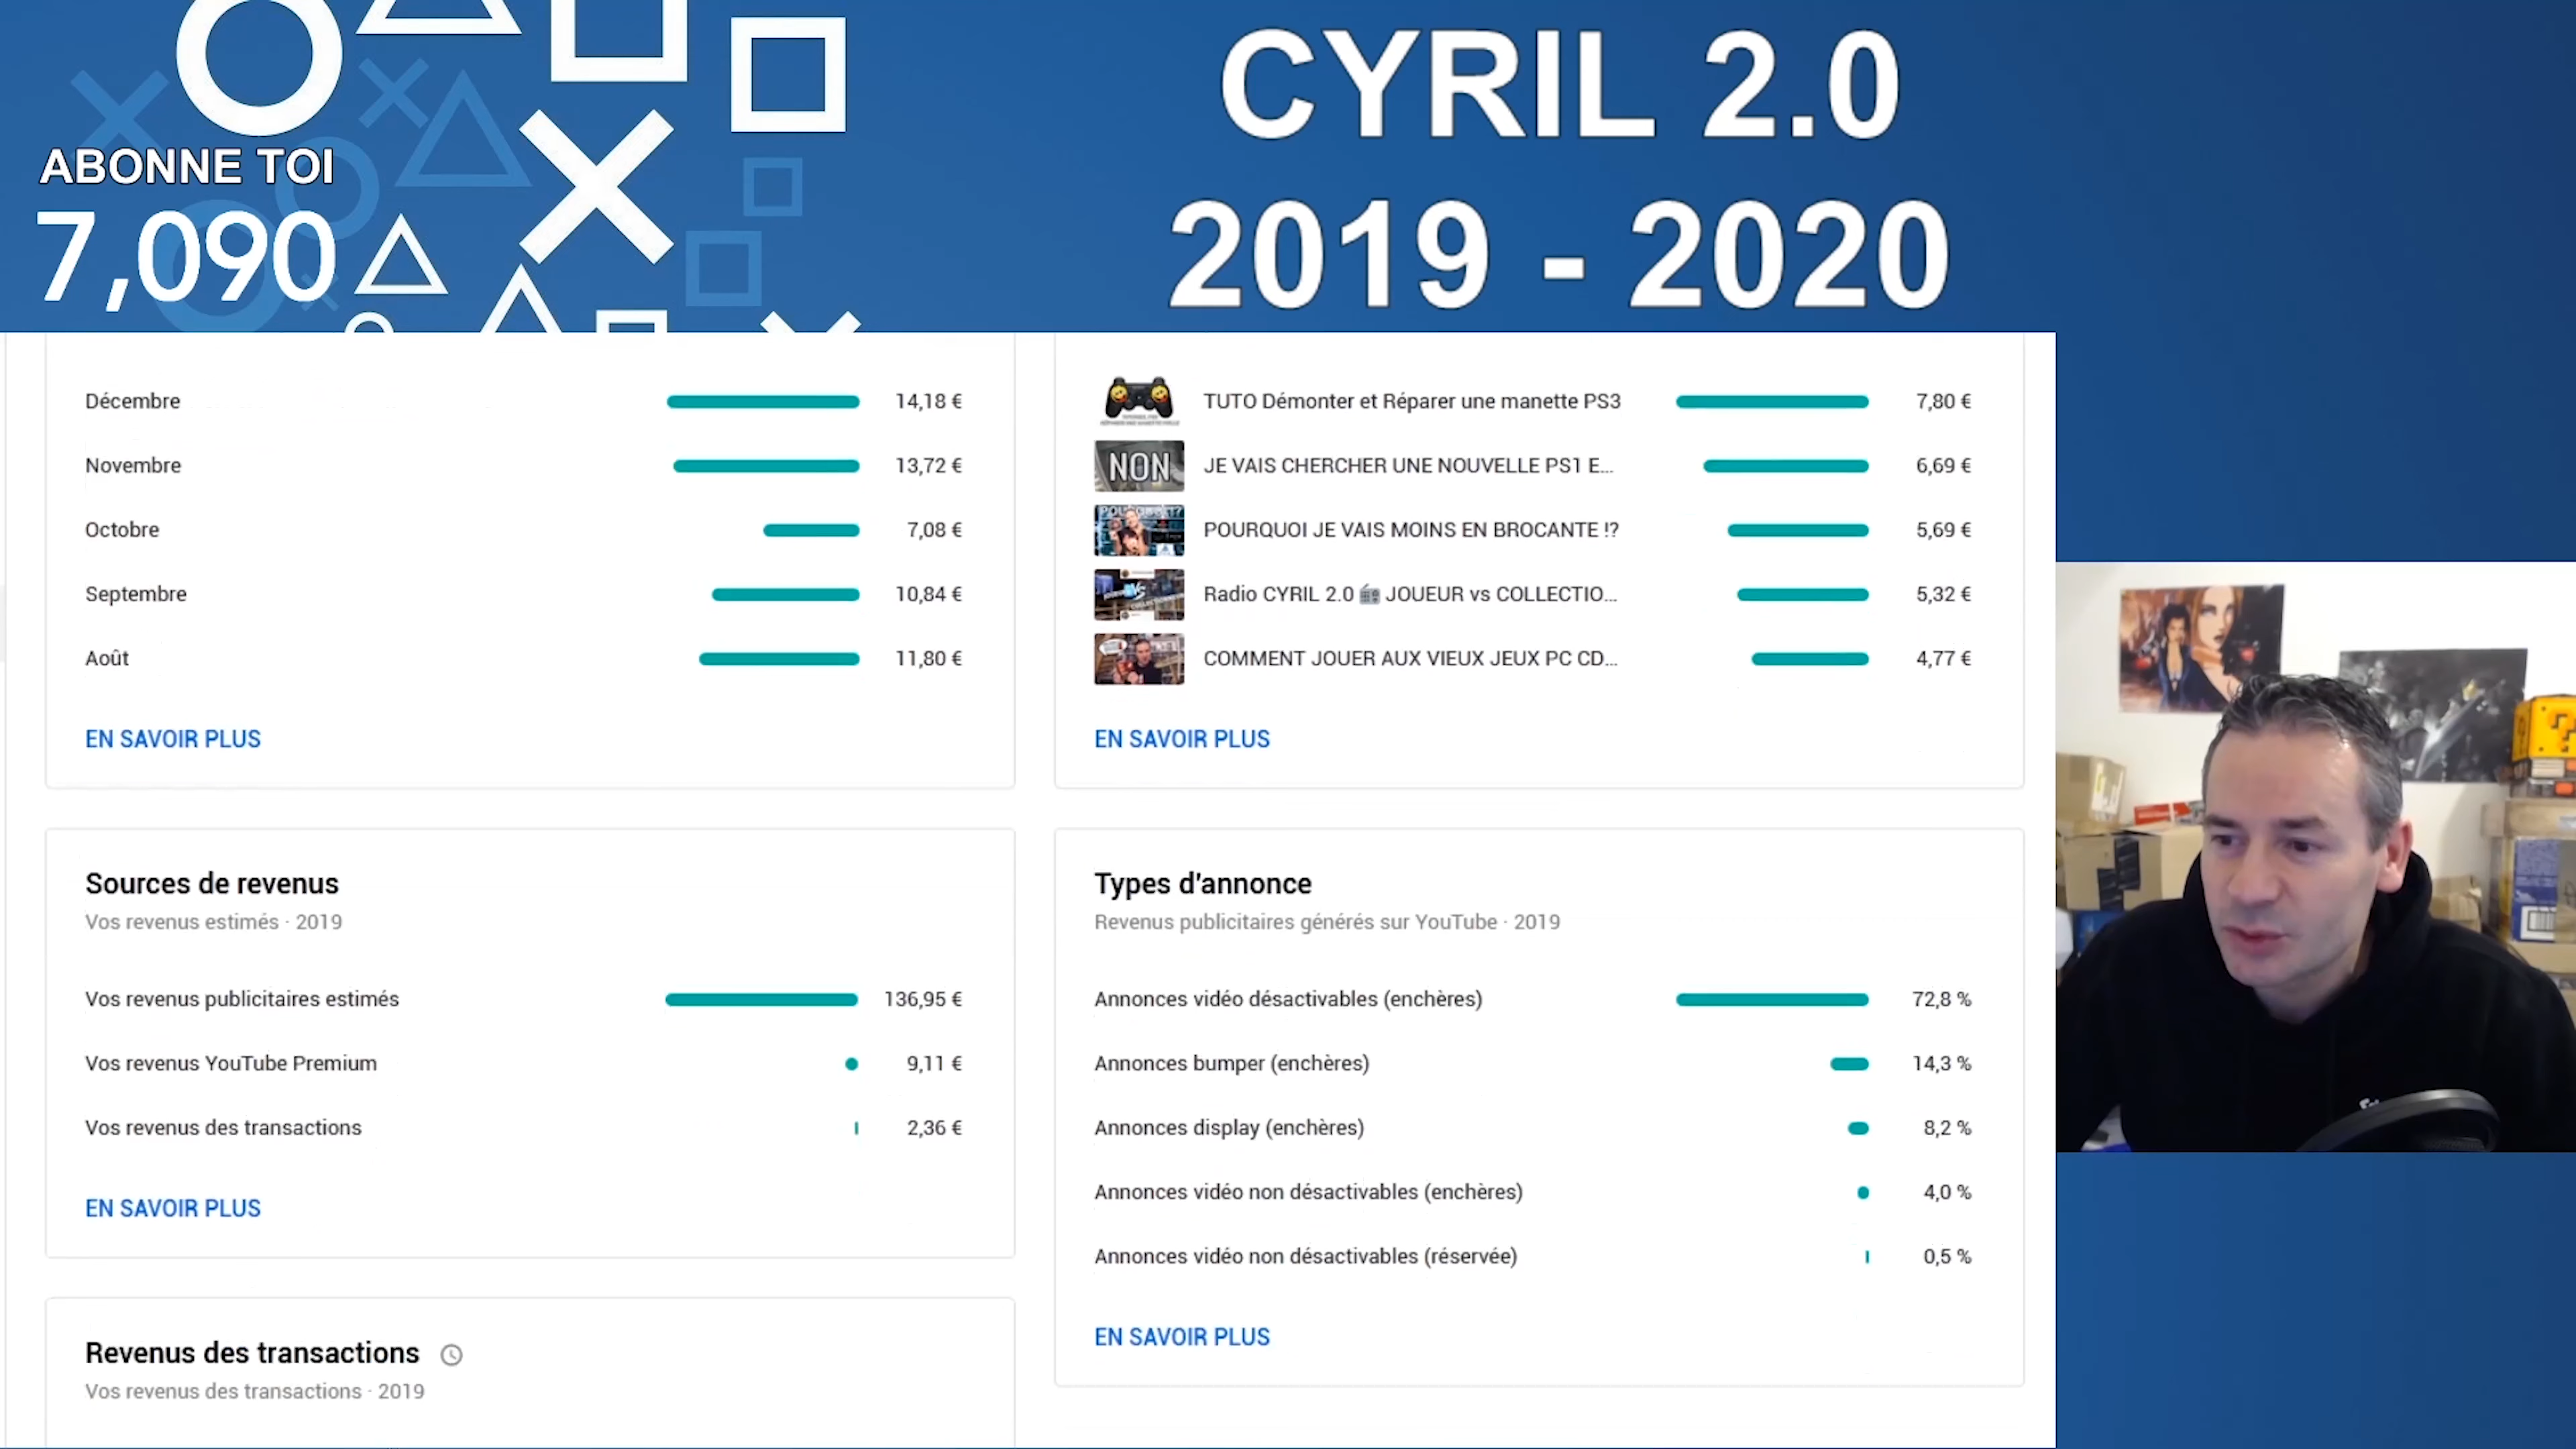 CYRIL 2.0
2019 - 2020
ABONNE TOI
7,090
Décembre 14,18 €
Novembre 13,72 €
Octobre 7,08 €
Septembre 10,84 €
Août 11,80 €
EN SAVOIR PLUS
TUTO Démonter et Réparer une manette PS3 7,80 €
NON
JE VAIS CHERCHER UNE NOUVELLE PS1 E... 6,69 €
POURQUOI JE VAIS MOINS EN BROCANTE !? 5,69 €
Radio CYRIL 2.0 📻 JOUEUR vs COLLECTIO... 5,32 €
COMMENT JOUER AUX VIEUX JEUX PC CD... 4,77 €
EN SAVOIR PLUS
Sources de revenus
Vos revenus estimés · 2019
Vos revenus publicitaires estimés 136,95 €
Vos revenus YouTube Premium 9,11 €
Vos revenus des transactions 2,36 €
EN SAVOIR PLUS
Types d'annonce
Revenus publicitaires générés sur YouTube · 2019
Annonces vidéo désactivables (enchères) 72,8 %
Annonces bumper (enchères) 14,3 %
Annonces display (enchères) 8,2 %
Annonces vidéo non désactivables (enchères) 4,0 %
Annonces vidéo non désactivables (réservée) 0,5 %
EN SAVOIR PLUS
Revenus des transactions
Vos revenus des transactions · 2019